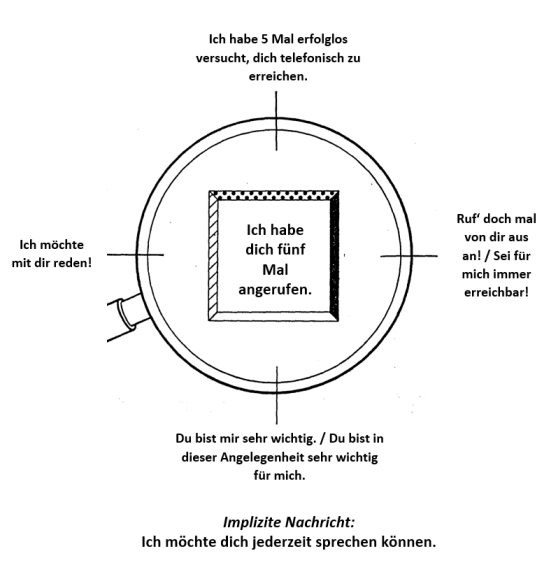 Ich habe 5 Mal erfolglos
versucht, dich telefonisch zu
erreichen.
Ich möchte
mit dir reden!
Ich habe
dich fünf
Mal
angerufen.
Ruf‘ doch mal
von dir aus
an! / Sei für
mich immer
erreichbar!
Du bist mir sehr wichtig. / Du bist in
dieser Angelegenheit sehr wichtig
für mich.
Implizite Nachricht:
Ich möchte dich jederzeit sprechen können.